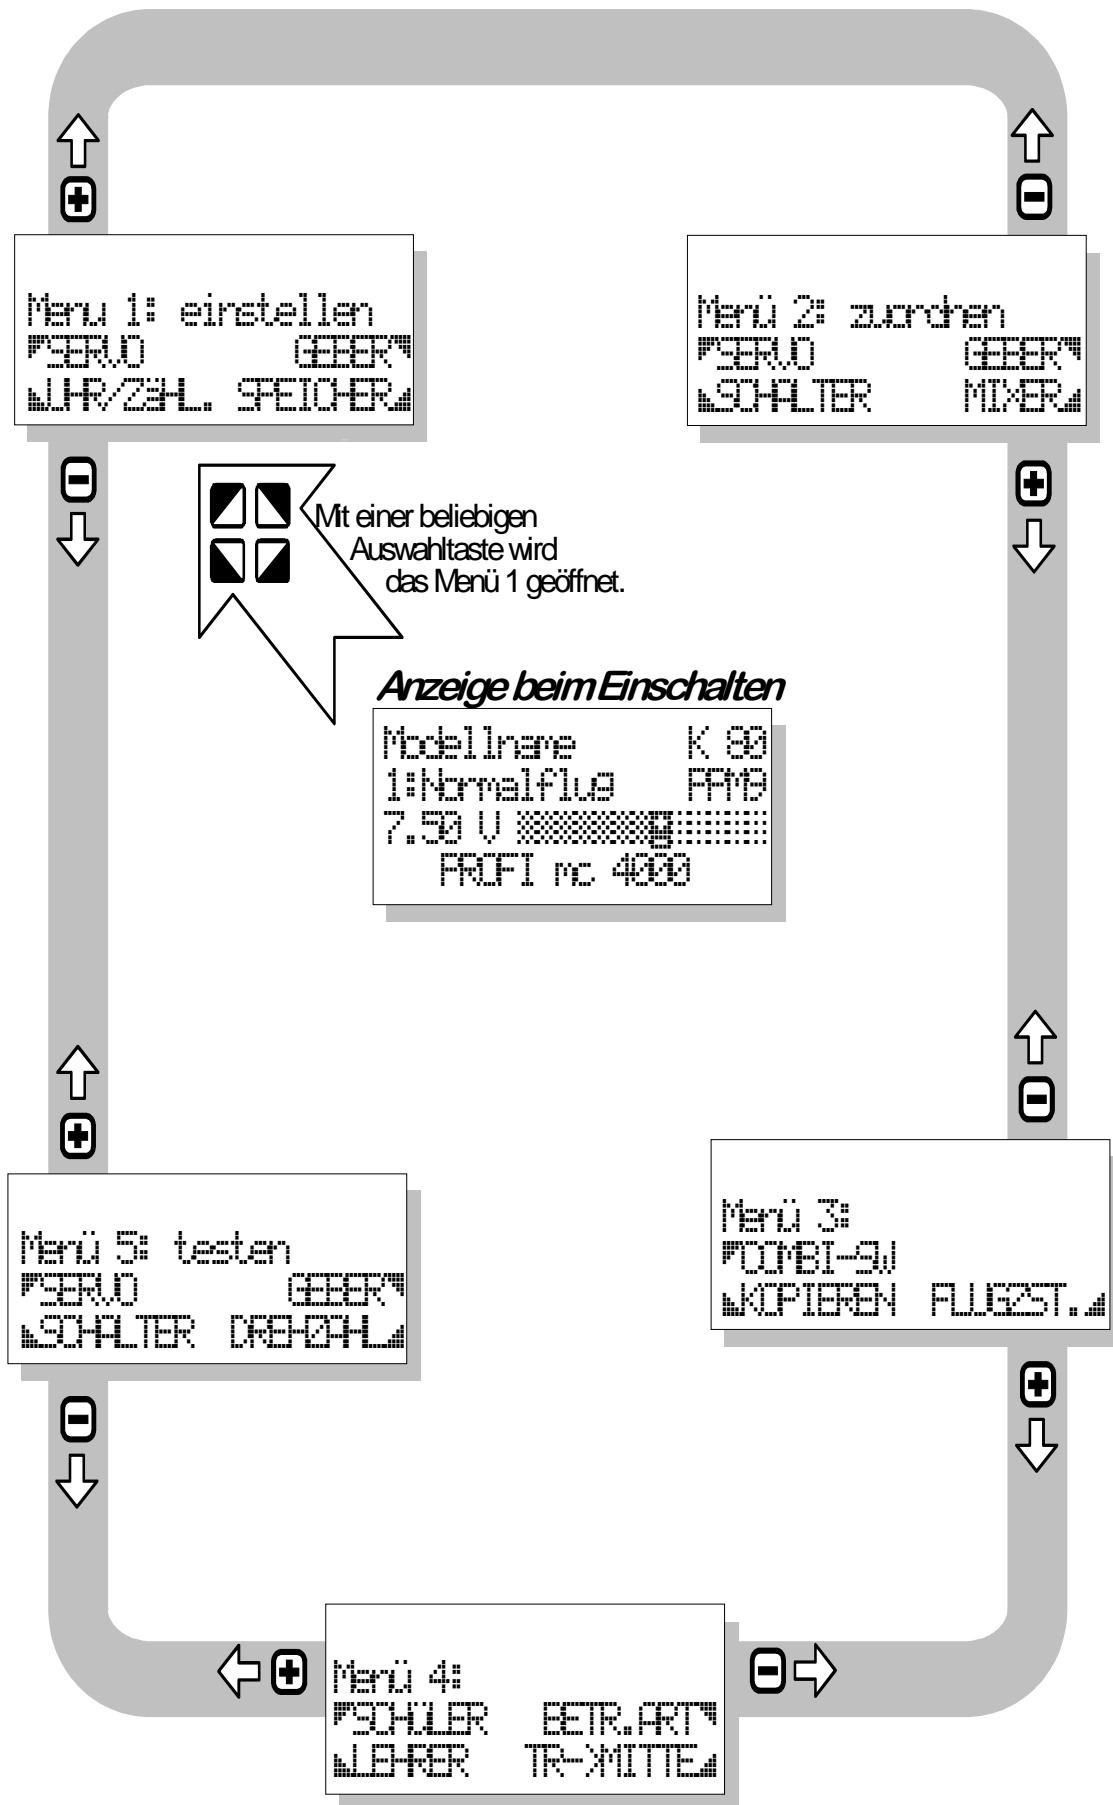 Menu 1: einstellen
SERVO GEBER
UHR/ZäHL. SPEICHER
Menü 2: zuordnen
SERVO GEBER
SCHALTER MIXER
Mit einer beliebigen
Auswahltaste wird
das Menü 1 geöffnet.
Anzeige beim Einschalten
Modellname K 80
1:Normalflug PPM9
7.50 V
PROFI mc 4000
Menü 5: testen
SERVO GEBER
SCHALTER DREHZAHL
Menü 3:
COMBI-SW
KOPIEREN FLUGZST.
Menü 4:
SCHÜLER BETR.ART
LEHRER TR->MITTE